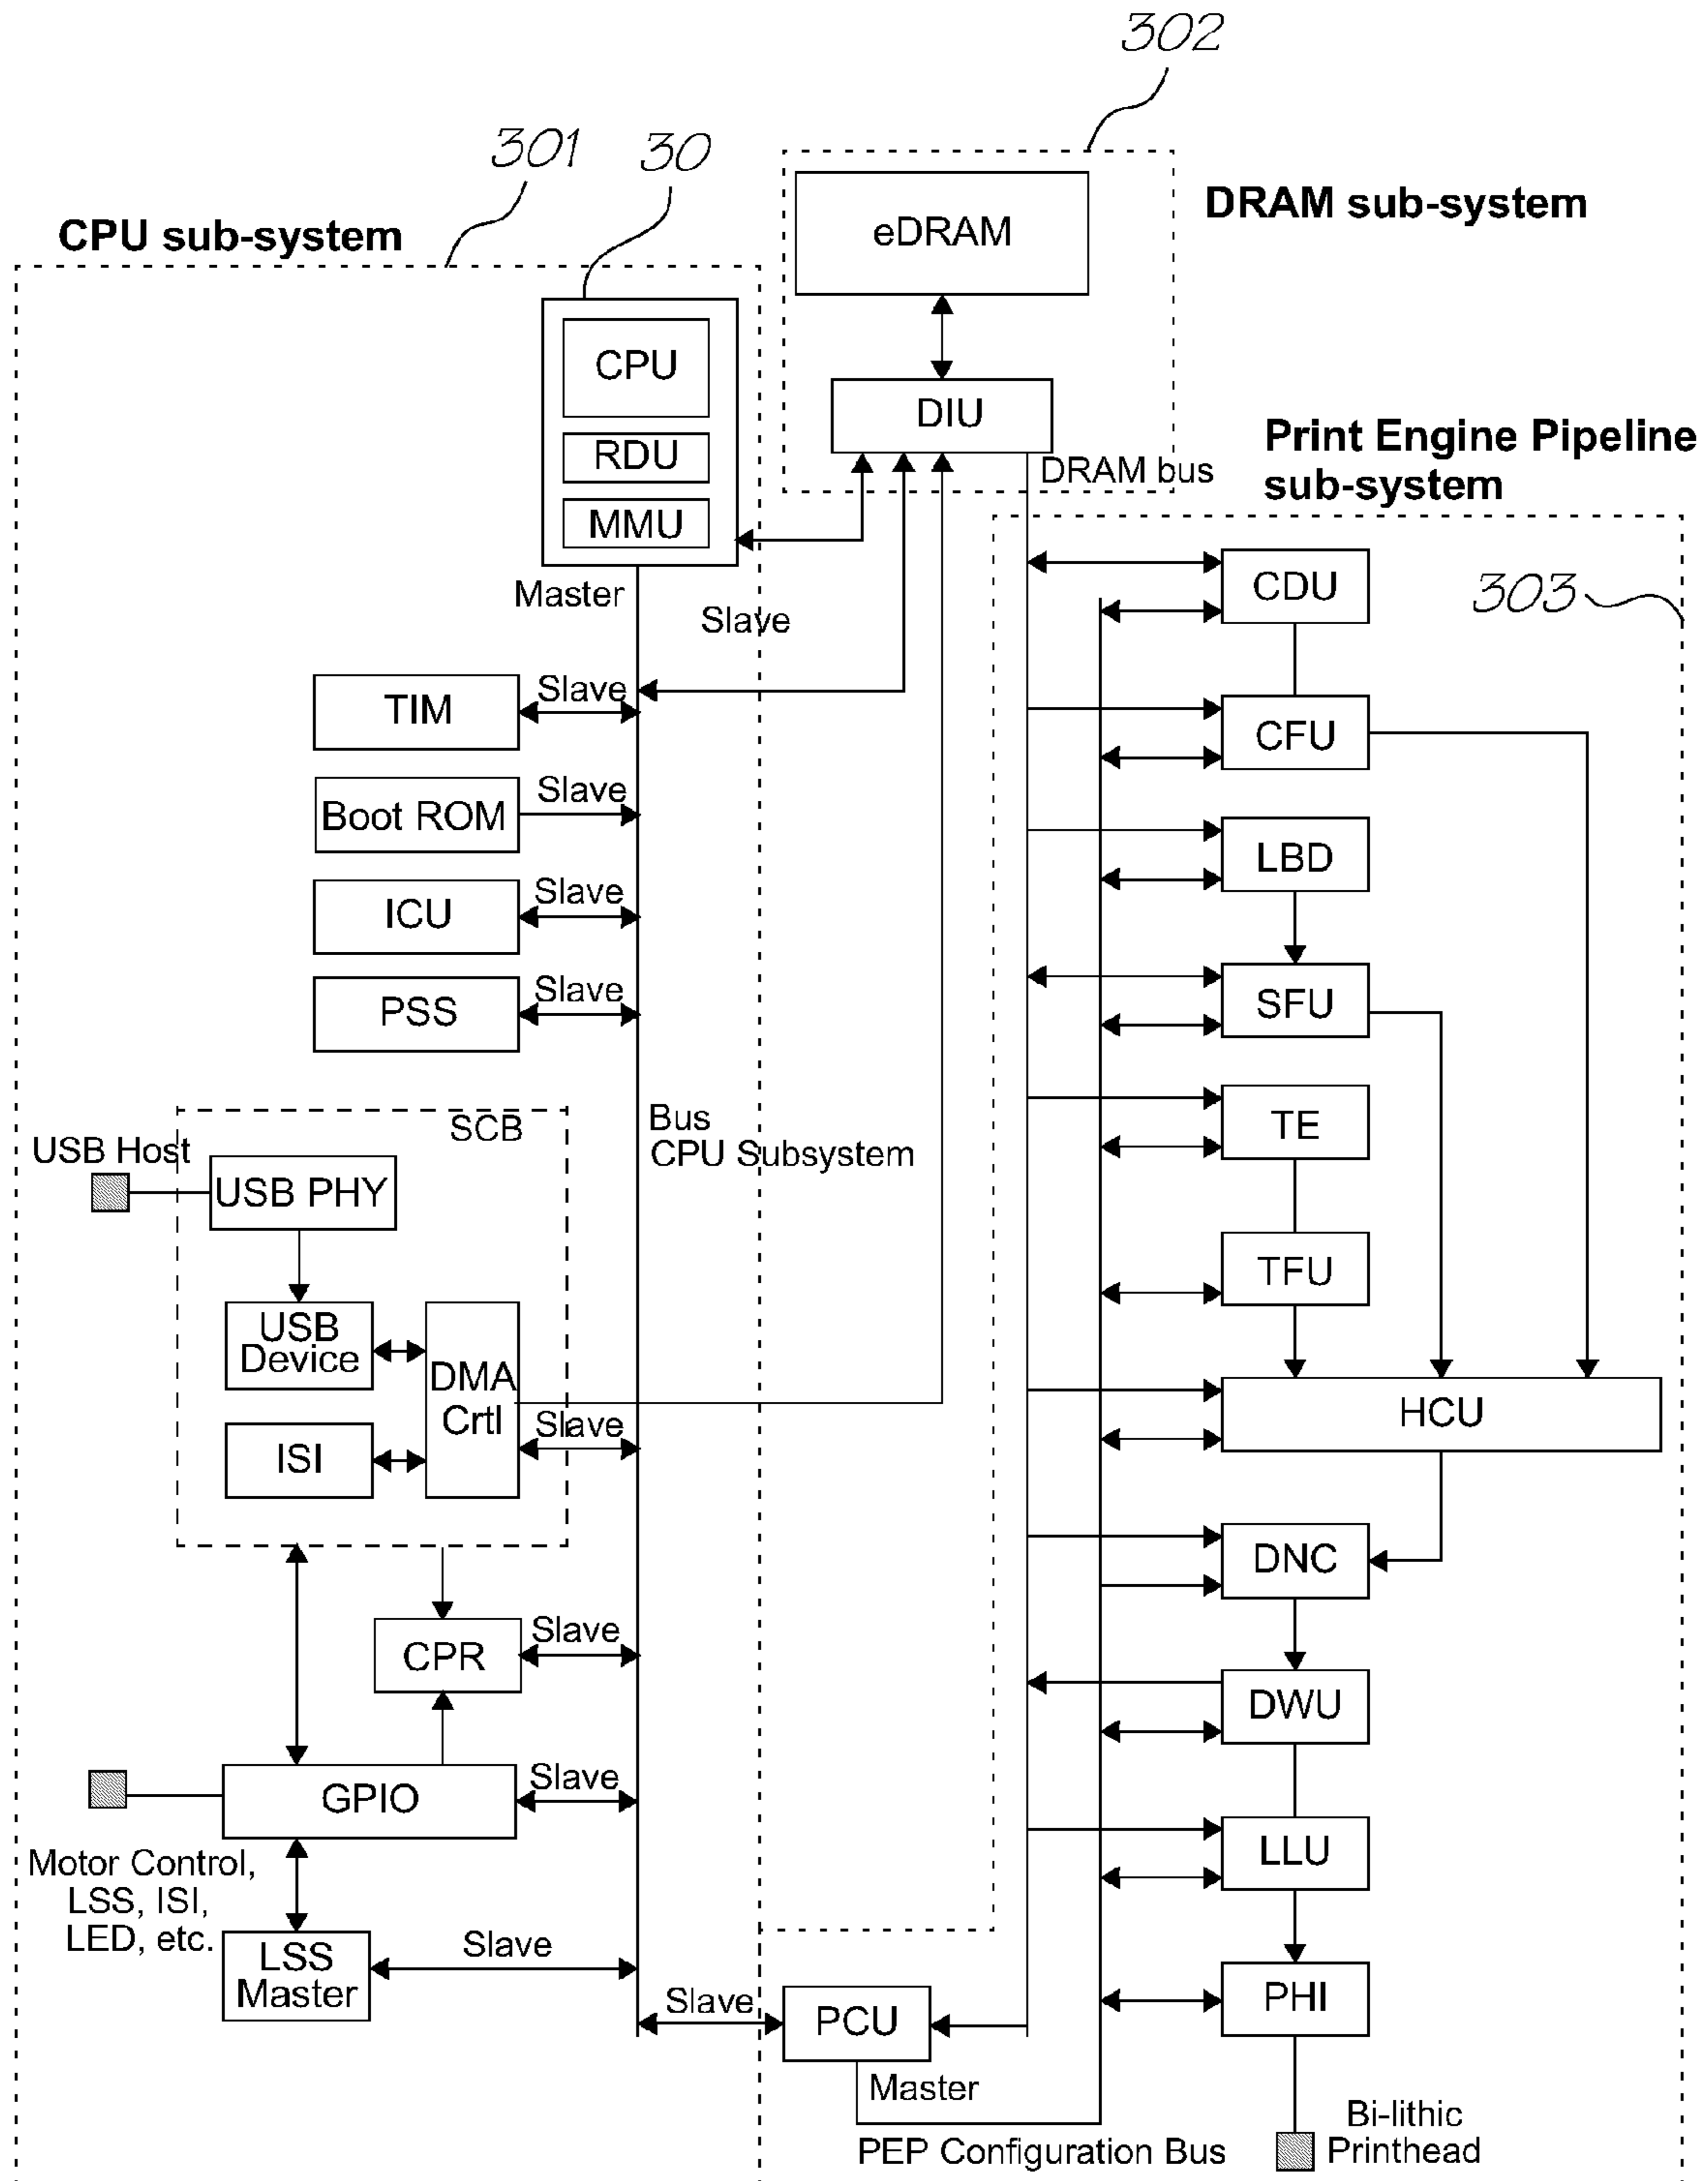 302
301
30
DRAM sub-system
CPU sub-system
eDRAM
CPU
DIU
RDU
Print Engine Pipeline
sub-system
DRAM bus
MMU
Master
Slave
CDU
303
TIM
Slave
CFU
Boot ROM
Slave
LBD
ICU
Slave
PSS
Slave
SFU
SCB
Bus
CPU Subsystem
TE
USB Host
USB PHY
TFU
USB
Device
DMA
Crtl
Slave
ISI
HCU
DNC
CPR
Slave
DWU
GPIO
Slave
Motor Control,
LSS, ISI,
LED, etc.
LLU
LSS
Master
Slave
Slave
PCU
PHI
Master
PEP Configuration Bus
Bi-lithic
Printhead